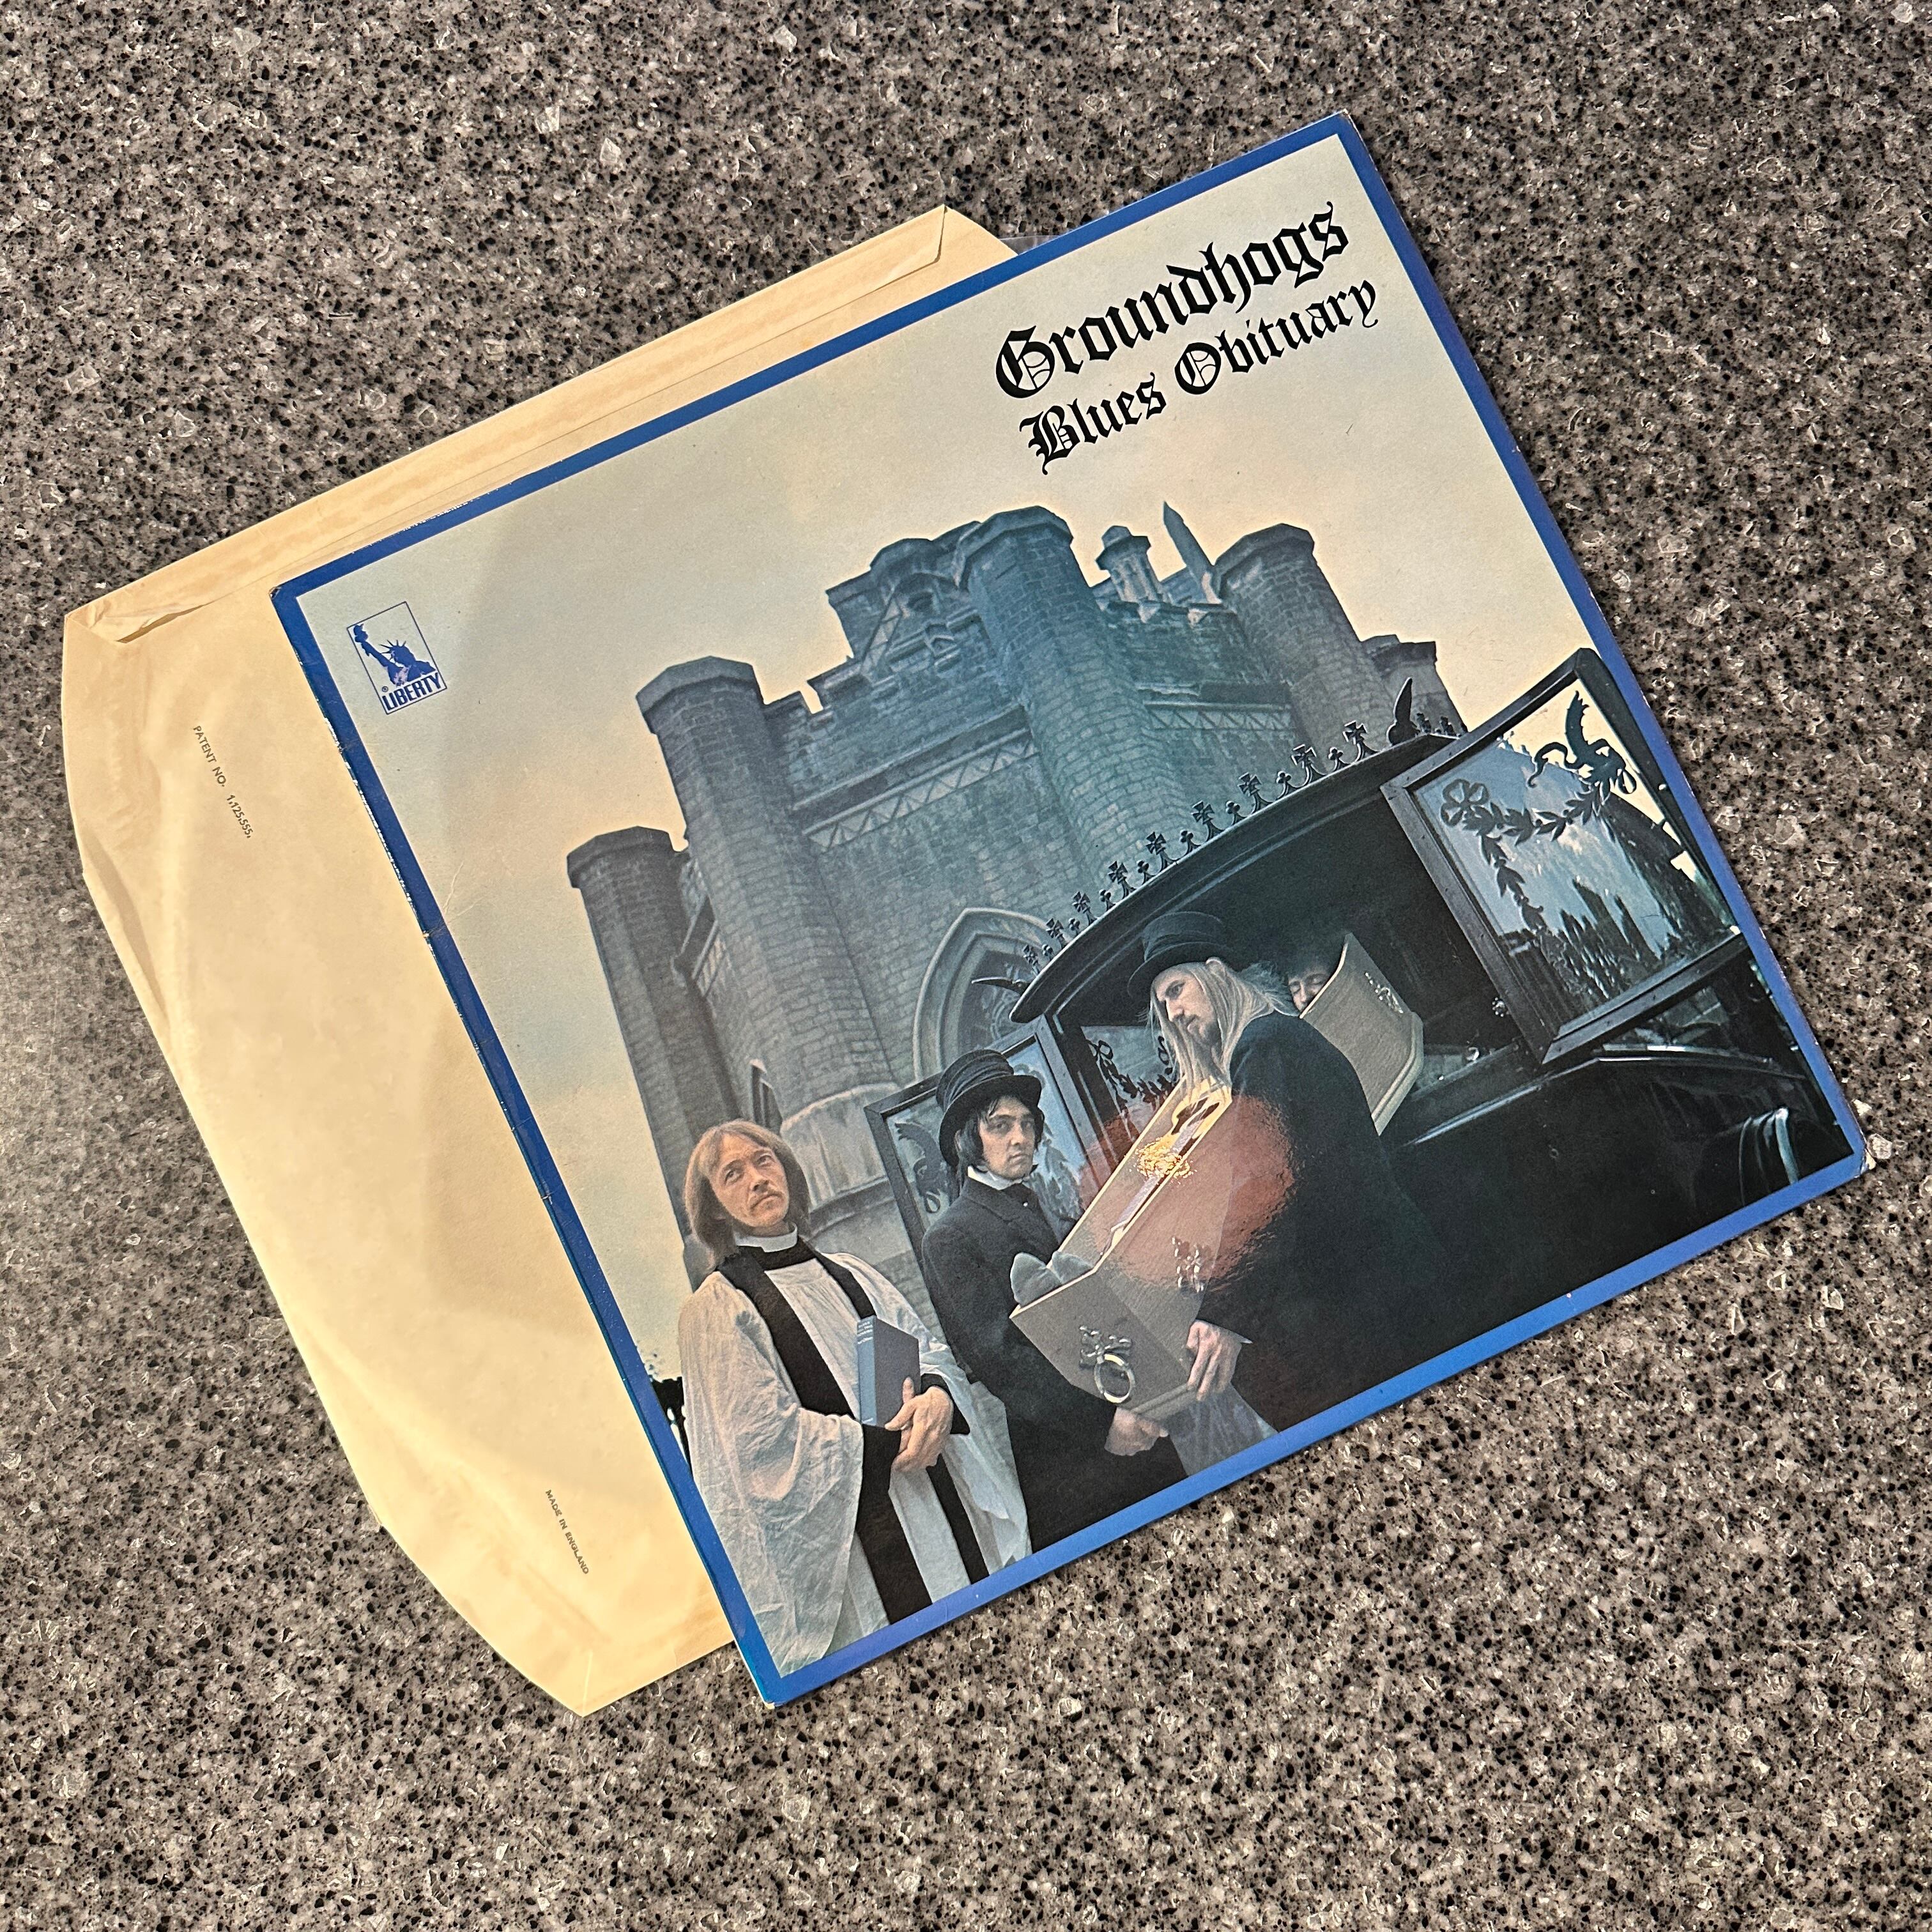 Groundhogs
Blues Obituary
® LIBERTY
PATENT NO. 1,125,555.
MADE IN ENGLAND